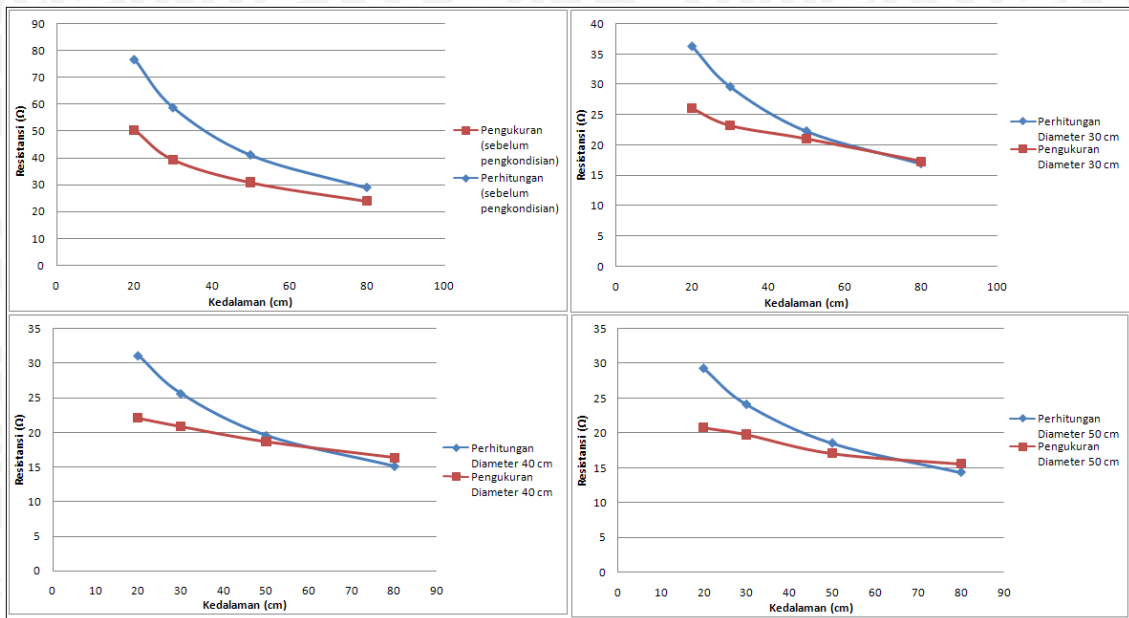 90
80
70
60
50
40
30
20
10
0
0
20
40
60
80
100
Resistansi (Ω)
Kedalaman (cm)
Pengukuran
(sebelum
pengkondisian)
Perhitungan
(sebelum
pengkondisian)
40
35
30
25
20
15
10
5
0
0
20
40
60
80
100
Resistansi (Ω)
Kedalaman (cm)
Perhitungan
Diameter 30 cm
Pengukuran
Diameter 30 cm
35
30
25
20
15
10
5
0
0
10
20
30
40
50
60
70
80
90
Resistansi (Ω)
Kedalaman (cm)
Perhitungan
Diameter 40 cm
Pengukuran
Diameter 40 cm
35
30
25
20
15
10
5
0
0
10
20
30
40
50
60
70
80
90
Resistansi (Ω)
Kedalaman (cm)
Perhitungan
Diameter 50 cm
Pengukuran
Diameter 50 cm